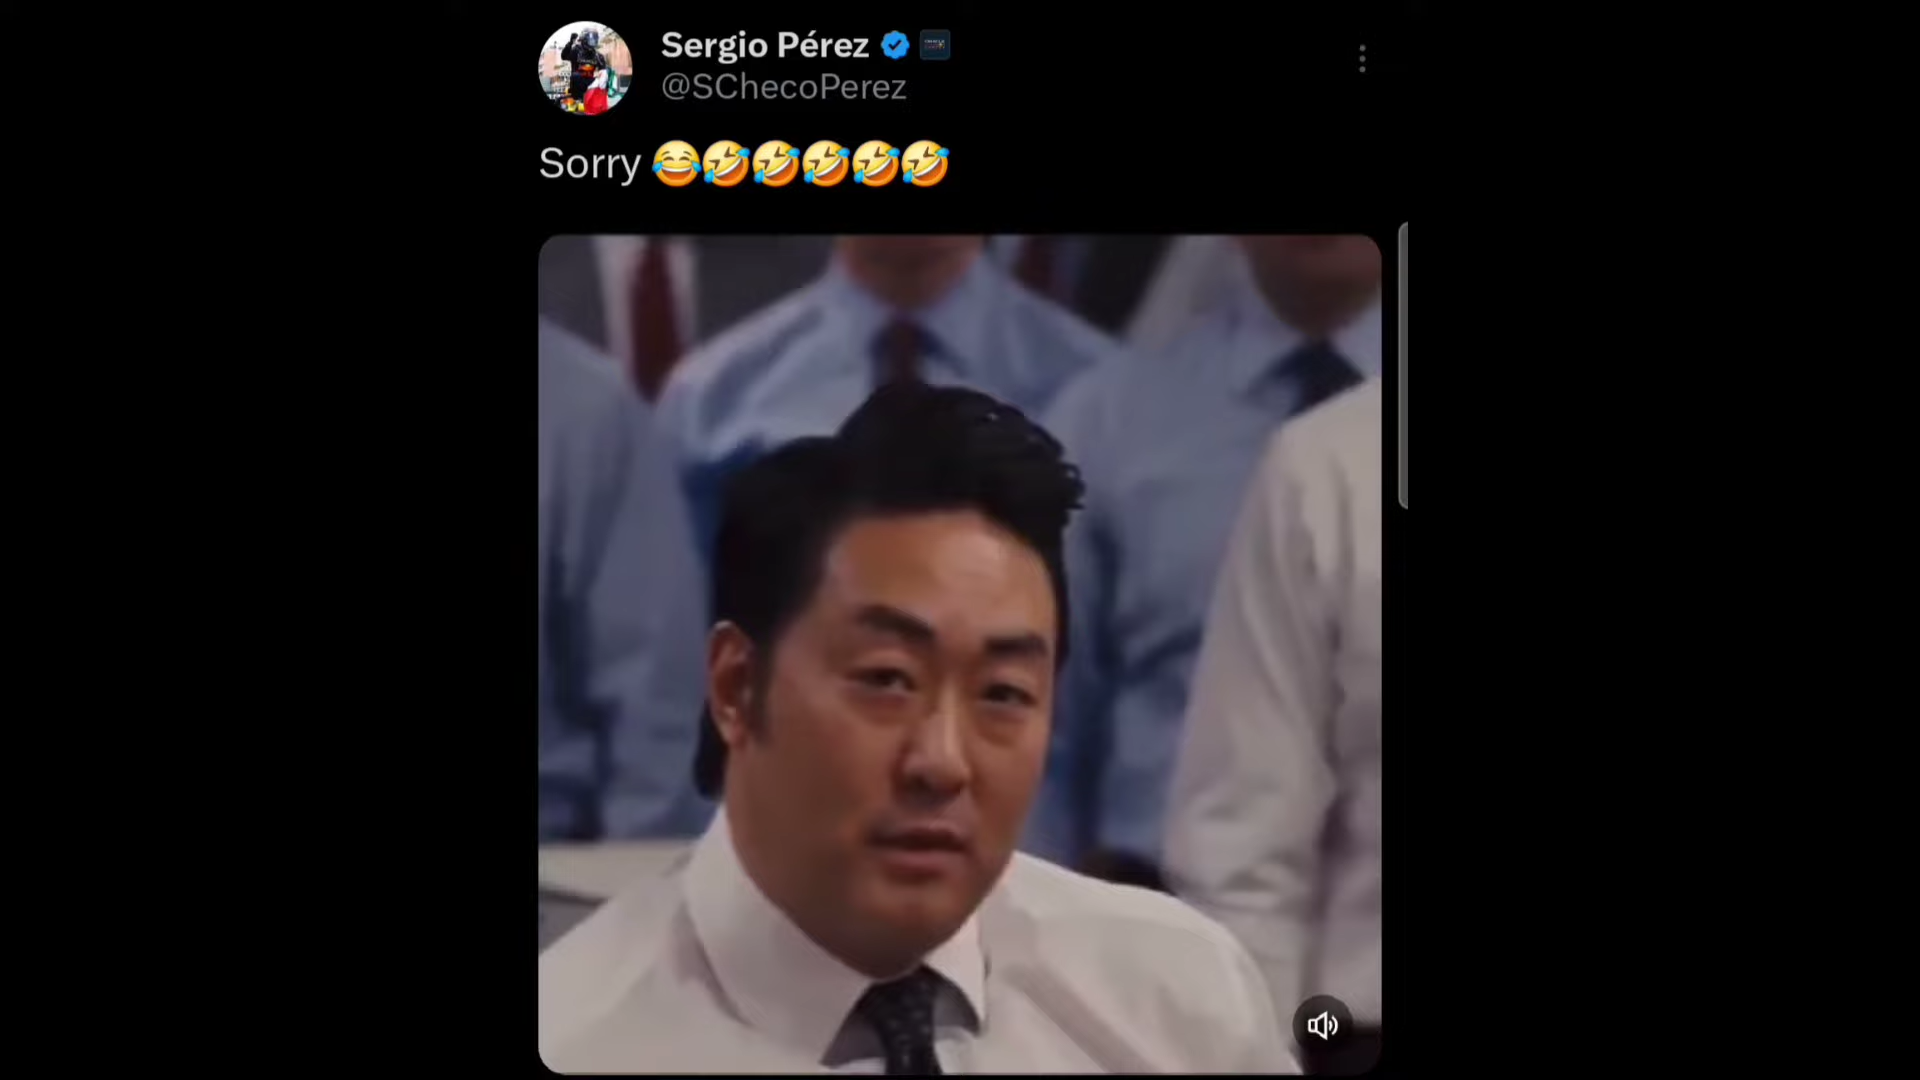 Sergio Pérez
@SChecoPerez
Sorry 😂🤣🤣🤣🤣🤣